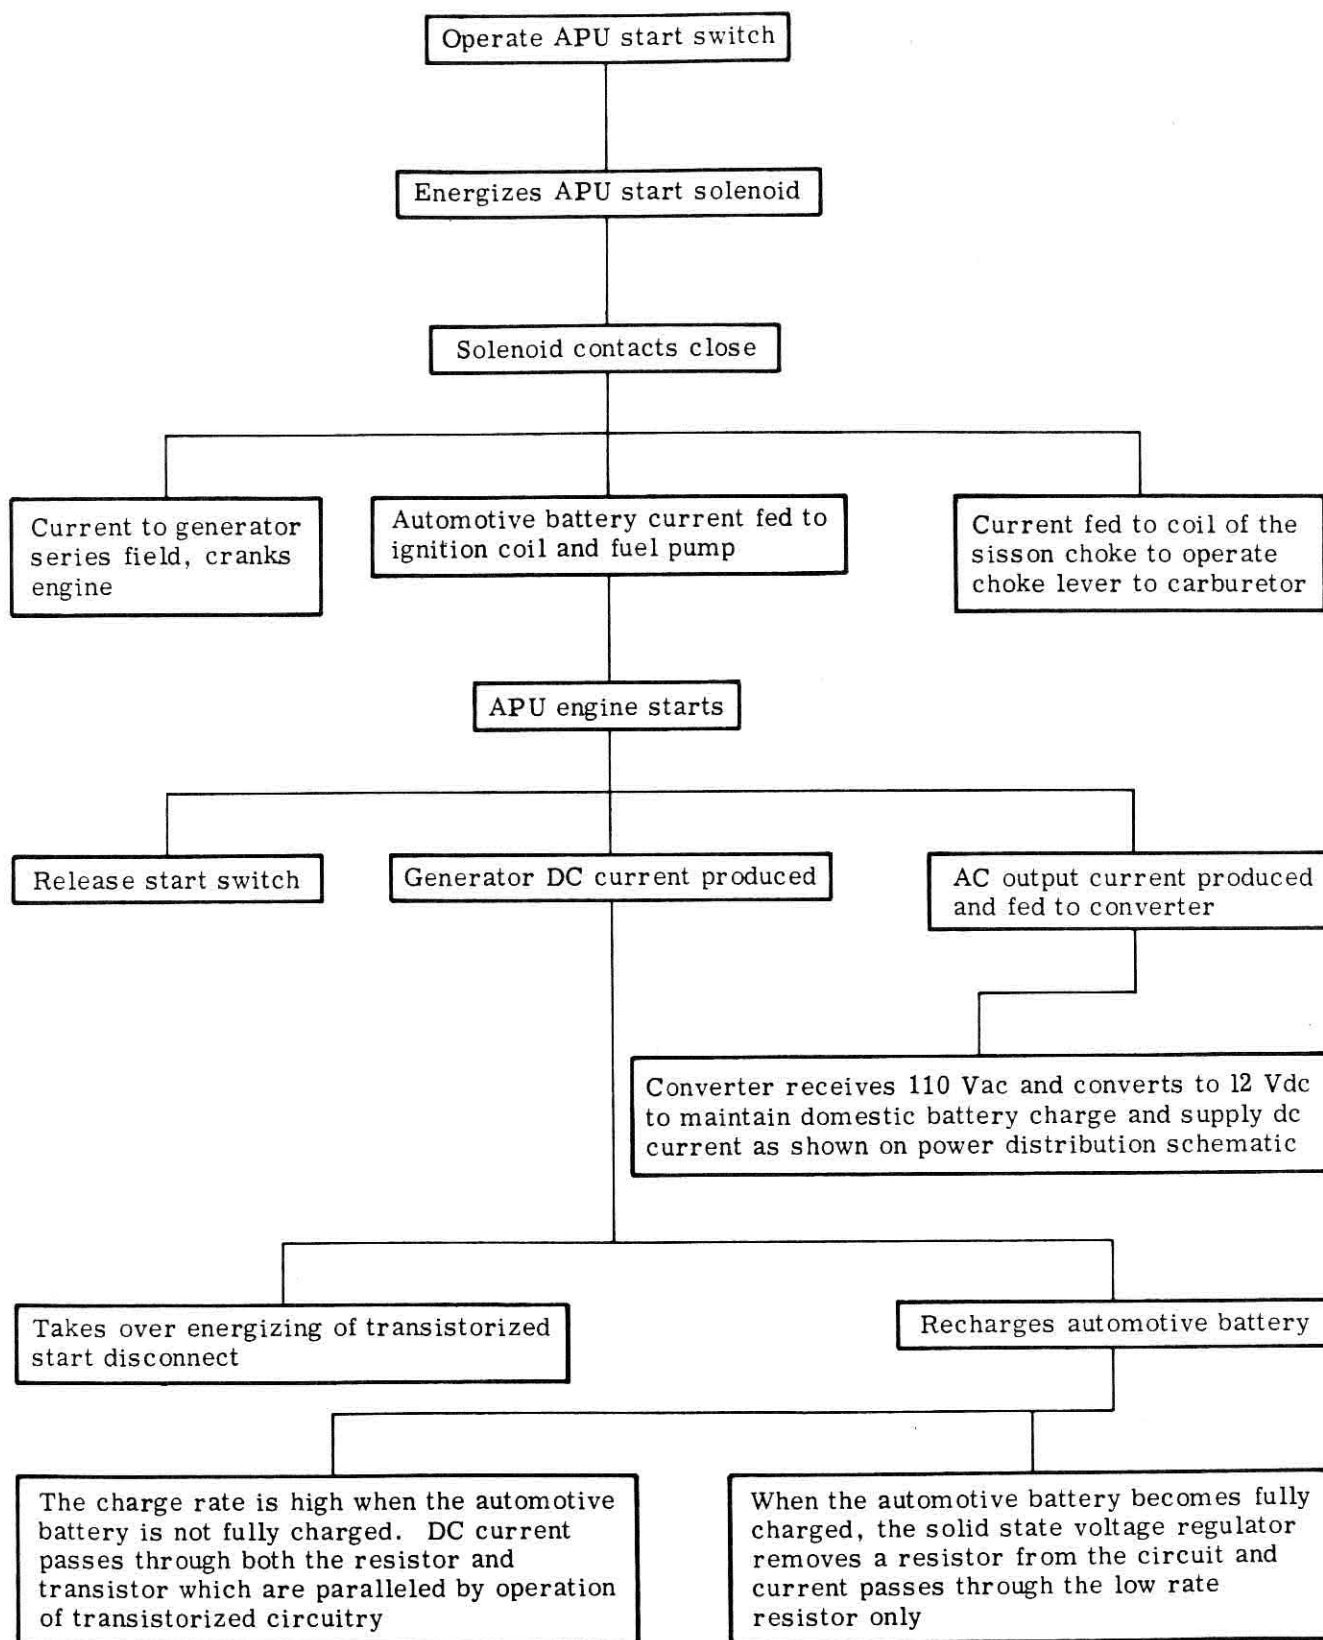 Operate APU start switch
Energizes APU start solenoid
Solenoid contacts close
Current to generator
series field, cranks
engine
Automotive battery current fed to
ignition coil and fuel pump
Current fed to coil of the
sisson choke to operate
choke lever to carburetor
APU engine starts
Release start switch
Generator DC current produced
AC output current produced
and fed to converter
Converter receives 110 Vac and converts to 12 Vdc
to maintain domestic battery charge and supply dc
current as shown on power distribution schematic
Takes over energizing of transistorized
start disconnect
Recharges automotive battery
The charge rate is high when the automotive
battery is not fully charged. DC current
passes through both the resistor and
transistor which are paralleled by operation
of transistorized circuitry
When the automotive battery becomes fully
charged, the solid state voltage regulator
removes a resistor from the circuit and
current passes through the low rate
resistor only